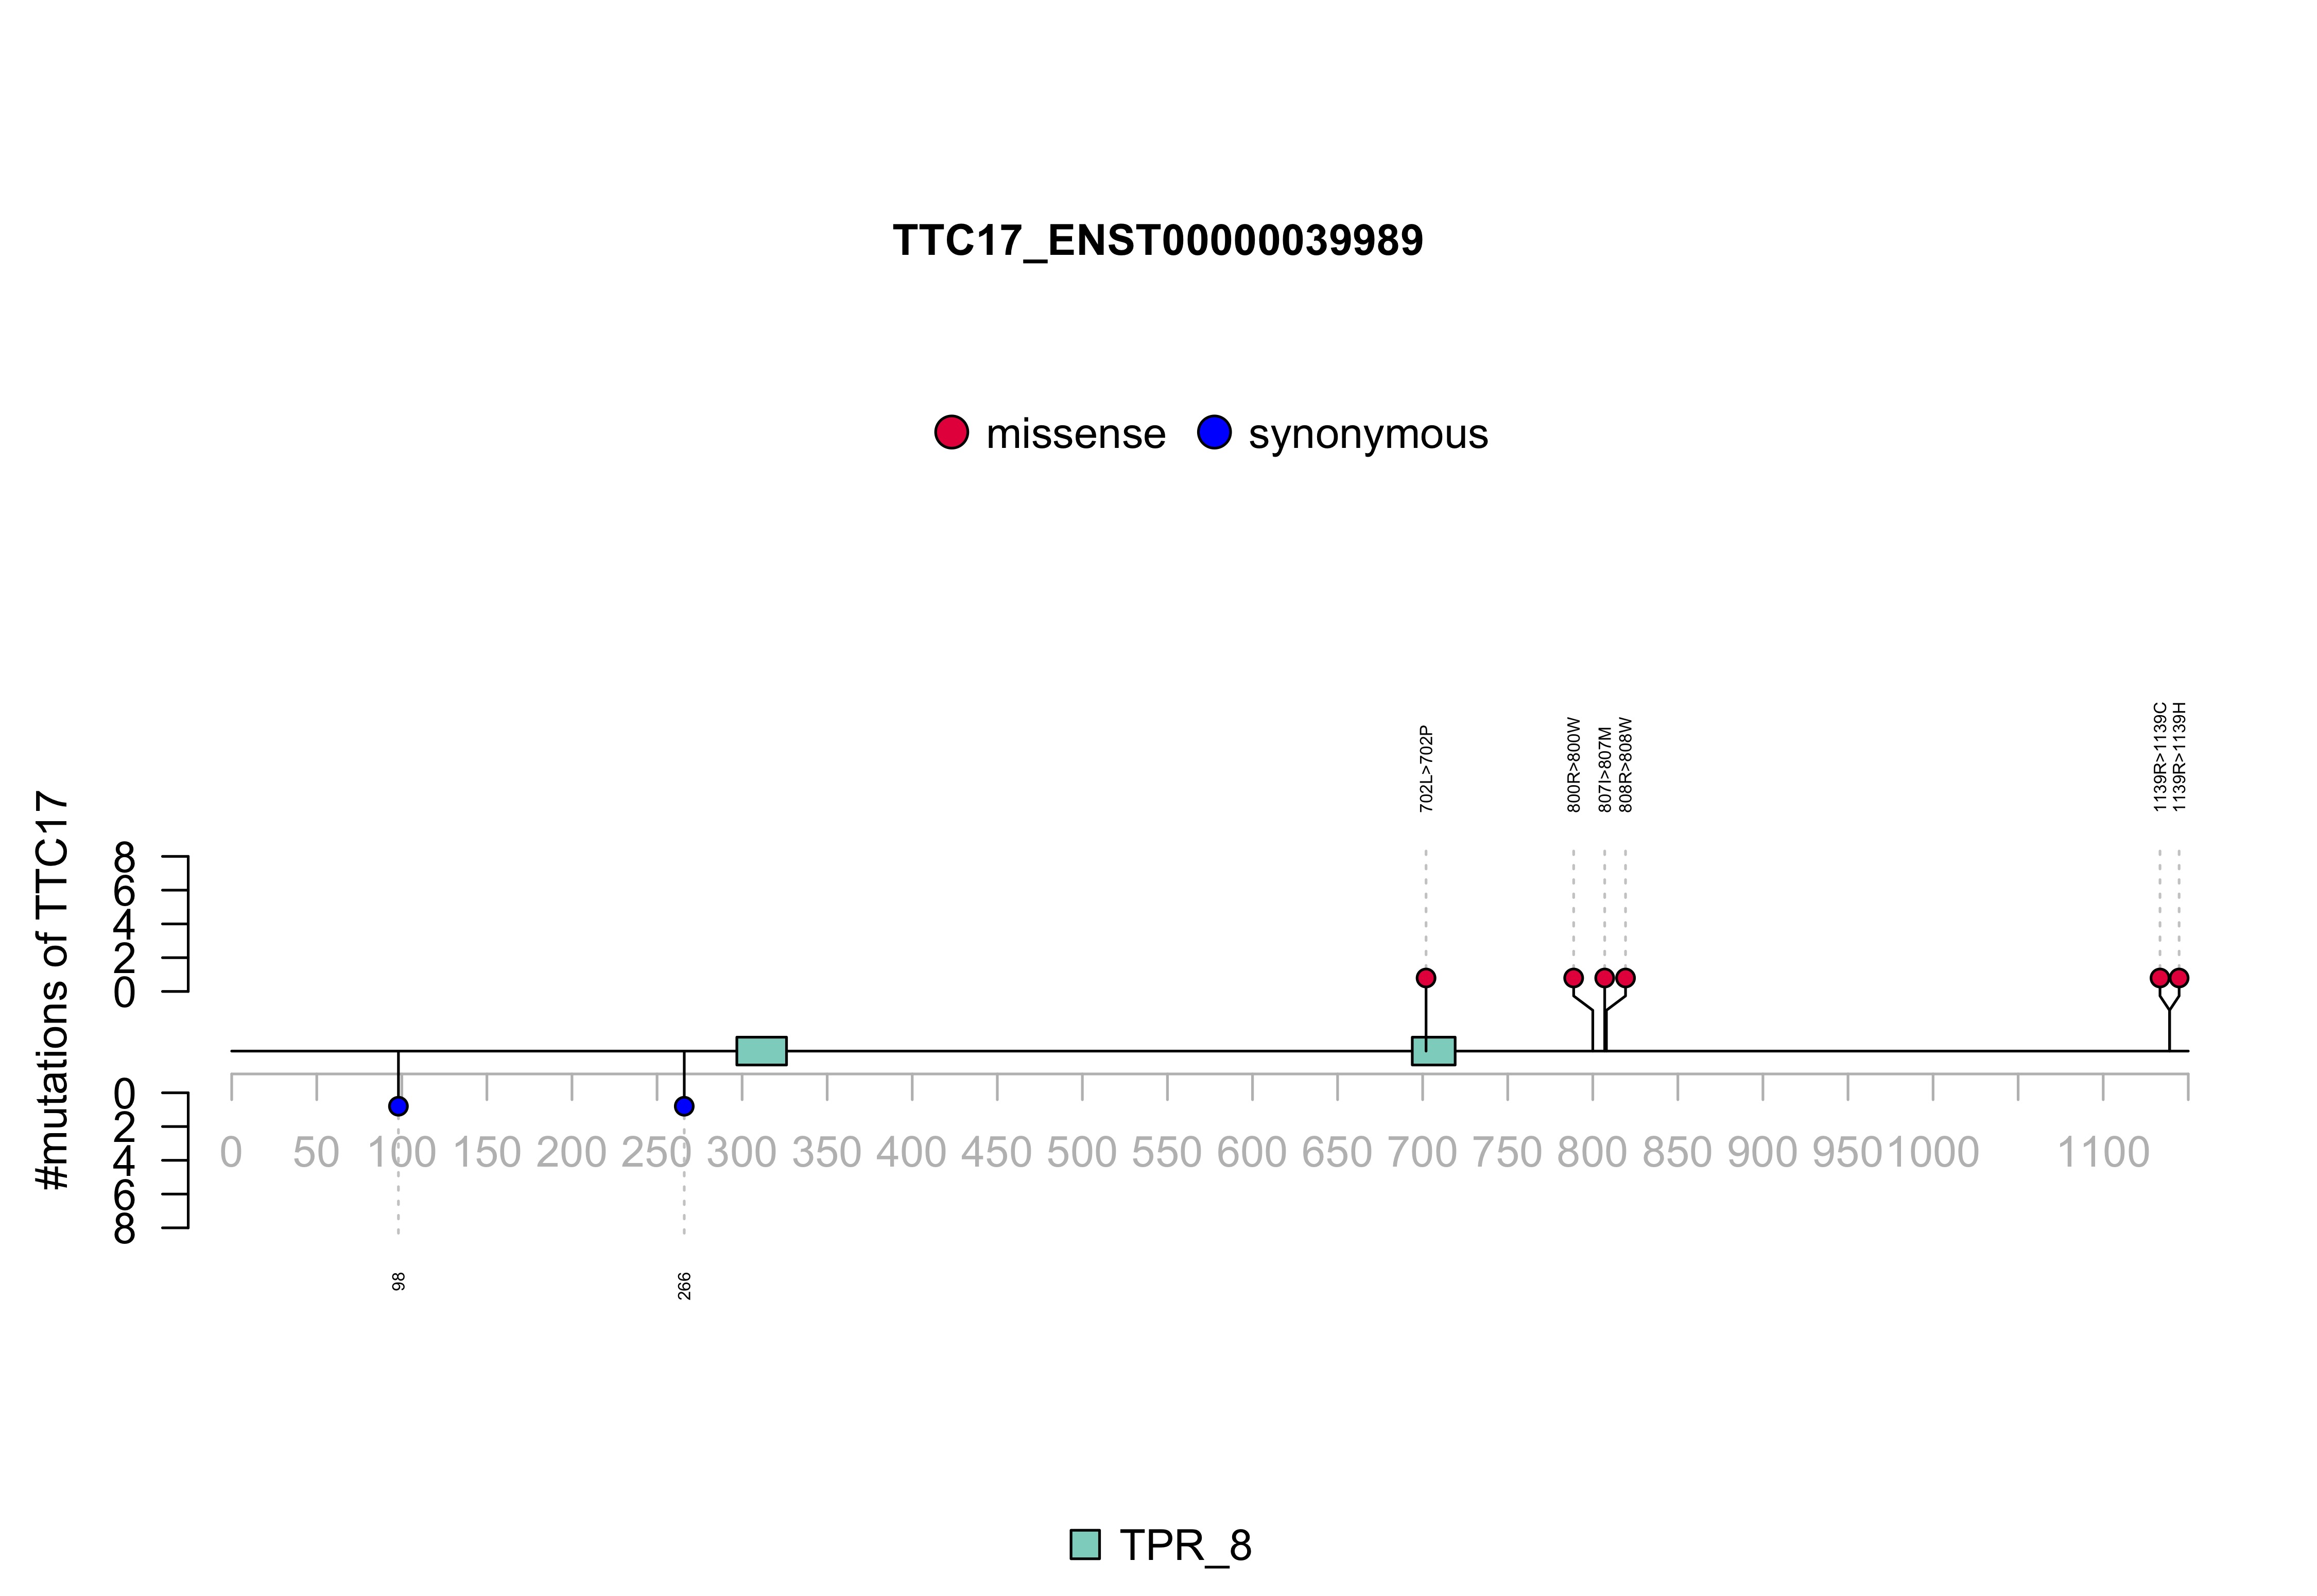 TTC17_ENST00000039989
missense synonymous
702L>702P
800R>800W
807I>807M
808R>808W
1139R>1139C
1139R>1139H
#mutations of TTC17
8
6
4
2
0
0
2
4
6
8
0 50 100 150 200 250 300 350 400 450 500 550 600 650 700 750 800 850 900 950 1000 1100
98
266
TPR_8